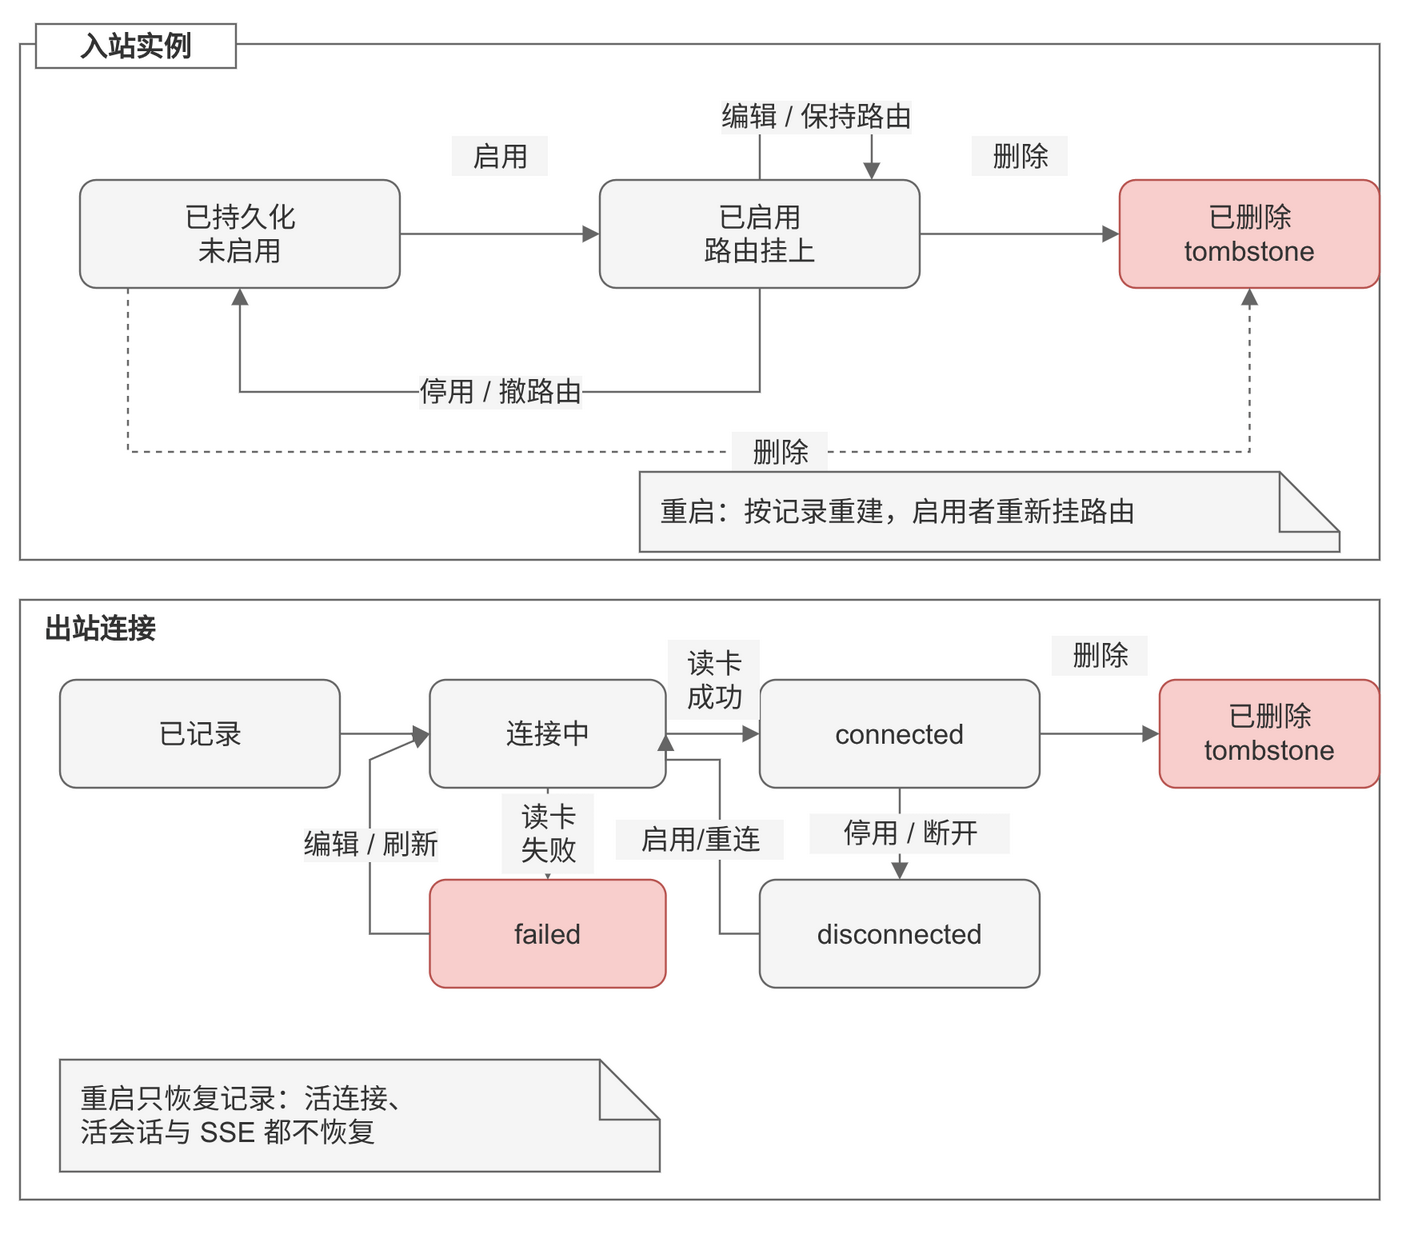 入站实例
编辑 / 保持路由
启用
删除
已持久化
未启用
已启用
路由挂上
已删除
tombstone
停用 / 撤路由
删除
重启：按记录重建，启用者重新挂路由
出站连接
读卡
成功
删除
已记录
连接中
connected
已删除
tombstone
编辑 / 刷新
读卡
失败
启用/重连
停用 / 断开
failed
disconnected
重启只恢复记录：活连接、
活会话与 SSE 都不恢复